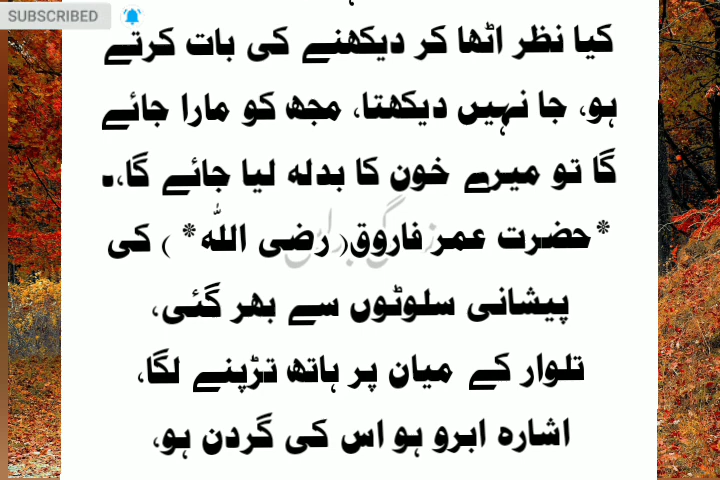 SUBSCRIBED
کیا نظر اٹھا کر دیکھنے کی بات کرتے
ہو، جا نہیں دیکھتا، مجھ کو مارا جائے
گا تو میرے خون کا بدلہ لیا جائے گا،۔
*حضرت عمر فاروق( رضی اللہ* ) کی
پیشانی سلوٹوں سے بھر گئی،
تلوار کے میان پر ہاتھ تڑپنے لگا،
اشارہ ابرو ہو اس کی گردن ہو،